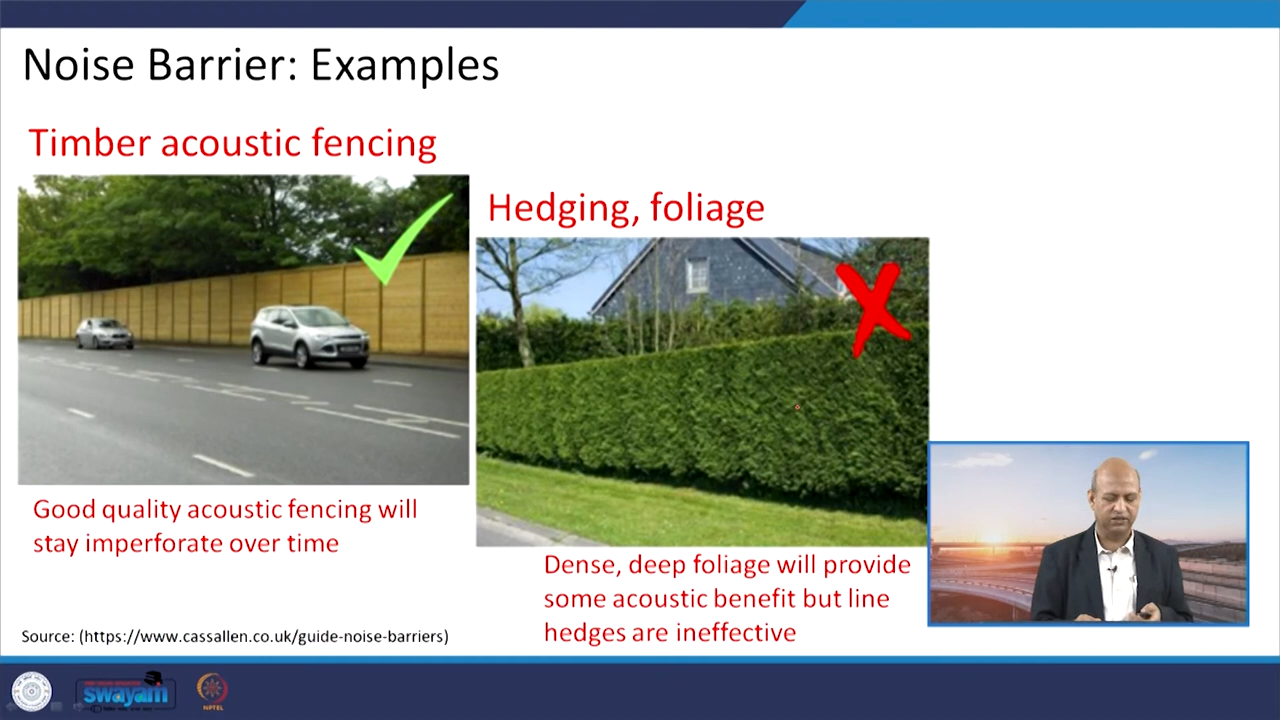 Noise Barrier: Examples
Timber acoustic fencing
Hedging, foliage
Good quality acoustic fencing will
stay imperforate over time
Dense, deep foliage will provide
some acoustic benefit but line
hedges are ineffective
Source: (https://www.cassallen.co.uk/guide-noise-barriers)
swayam
NPTEL